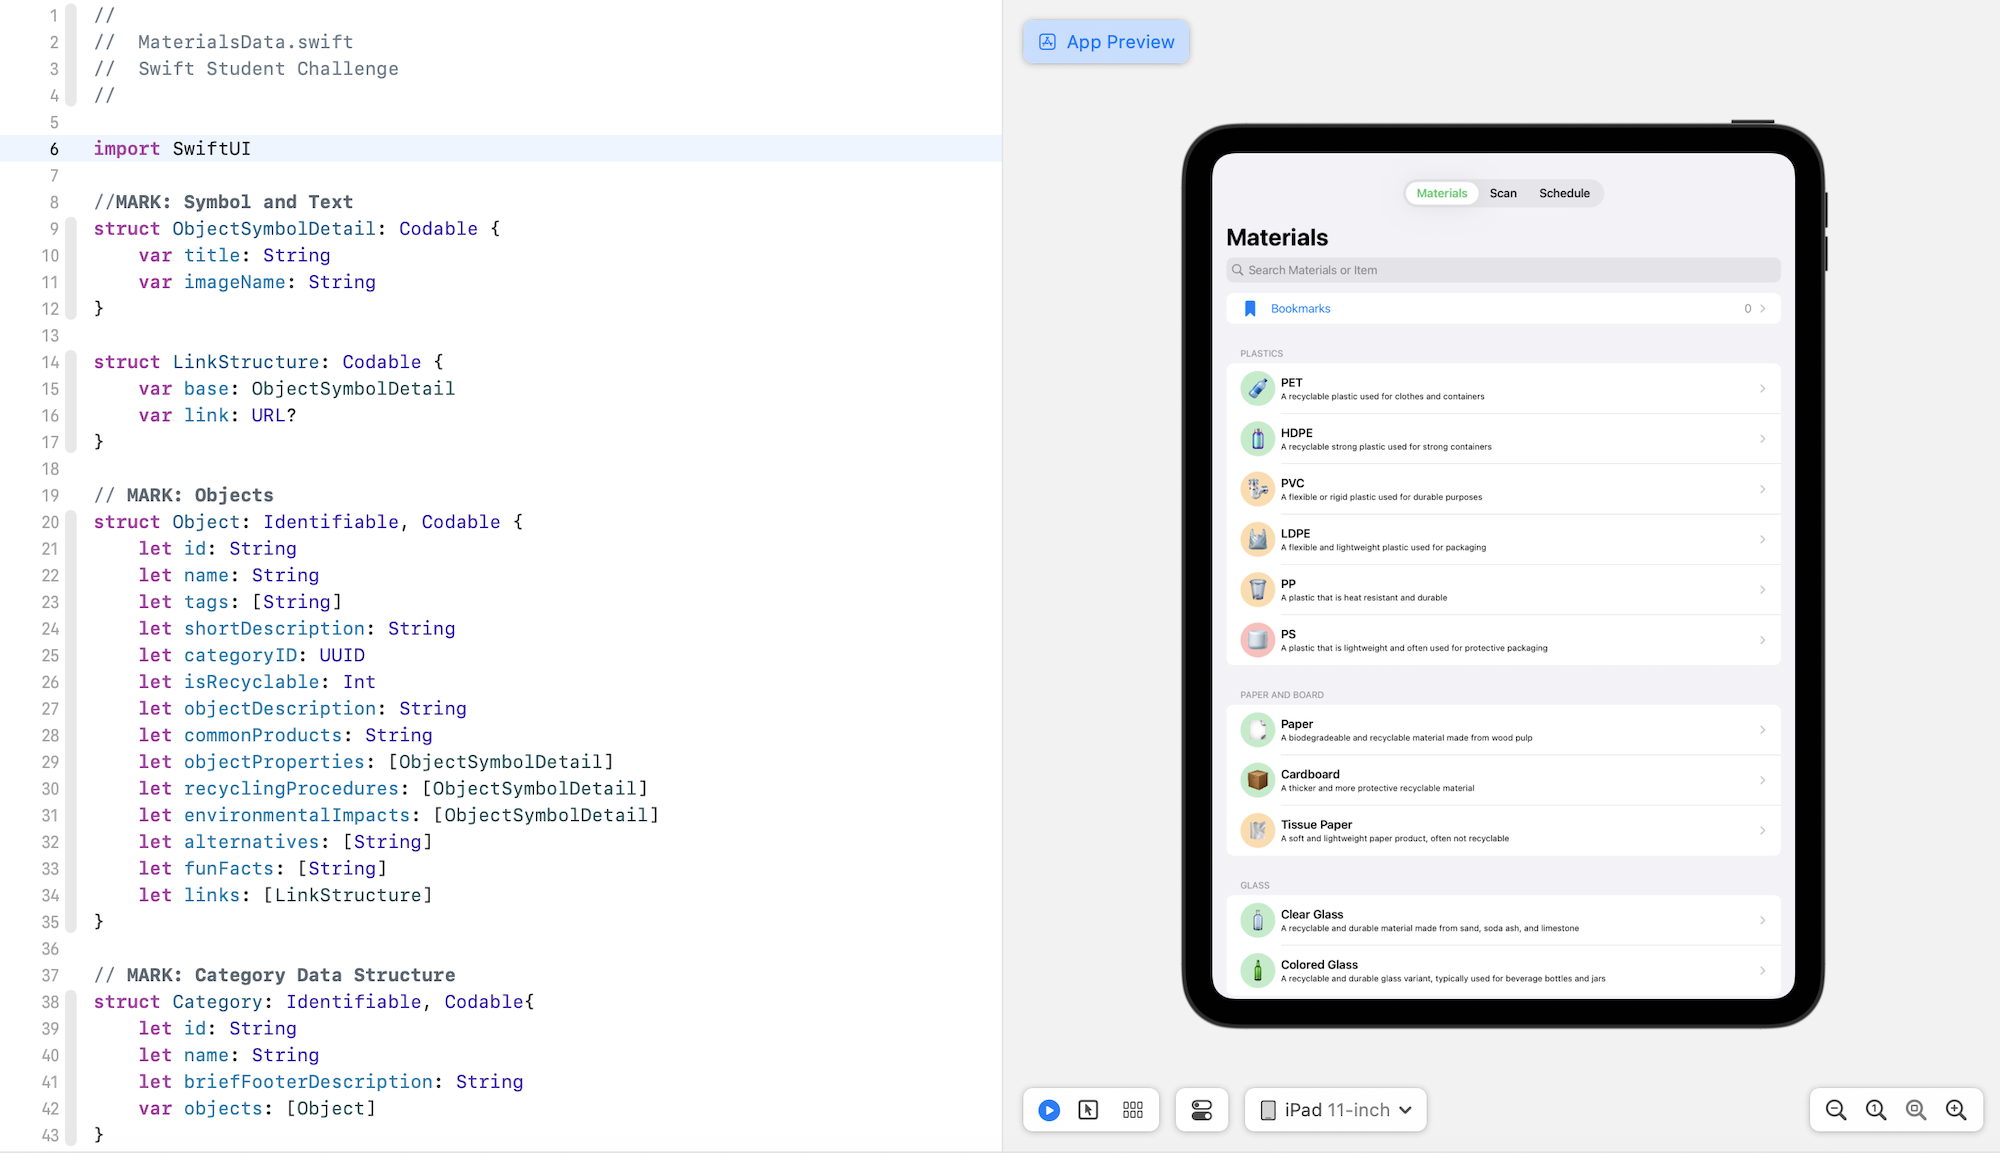 1 //
2 //  MaterialsData.swift
3 //  Swift Student Challenge
4 //
5
6 import SwiftUI
7
8 //MARK: Symbol and Text
9 struct ObjectSymbolDetail: Codable {
10     var title: String
11     var imageName: String
12 }
13
14 struct LinkStructure: Codable {
15     var base: ObjectSymbolDetail
16     var link: URL?
17 }
18
19 // MARK: Objects
20 struct Object: Identifiable, Codable {
21     let id: String
22     let name: String
23     let tags: [String]
24     let shortDescription: String
25     let categoryID: UUID
26     let isRecyclable: Int
27     let objectDescription: String
28     let commonProducts: String
29     let objectProperties: [ObjectSymbolDetail]
30     let recyclingProcedures: [ObjectSymbolDetail]
31     let environmentalImpacts: [ObjectSymbolDetail]
32     let alternatives: [String]
33     let funFacts: [String]
34     let links: [LinkStructure]
35 }
36
37 // MARK: Category Data Structure
38 struct Category: Identifiable, Codable{
39     let id: String
40     let name: String
41     let briefFooterDescription: String
42     var objects: [Object]
43 }
App Preview
Materials Scan Schedule
Materials
Search Materials or Item
Bookmarks 0
PLASTICS
PET
A recyclable plastic used for clothes and containers
HDPE
A recyclable strong plastic used for strong containers
PVC
A flexible or rigid plastic used for durable purposes
LDPE
A flexible and lightweight plastic used for packaging
PP
A plastic that is heat resistant and durable
PS
A plastic that is lightweight and often used for protective packaging
PAPER AND BOARD
Paper
A biodegradeable and recyclable material made from wood pulp
Cardboard
A thicker and more protective recyclable material
Tissue Paper
A soft and lightweight paper product, often not recyclable
GLASS
Clear Glass
A recyclable and durable material made from sand, soda ash, and limestone
Colored Glass
A recyclable and durable glass variant, typically used for beverage bottles and jars
iPad 11-inch
1